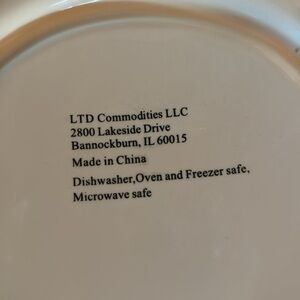 LTD Commodities LLC
2800 Lakeside Drive
Bannockburn, IL 60015
Made in China
Dishwasher,Oven and Freezer safe,
Microwave safe